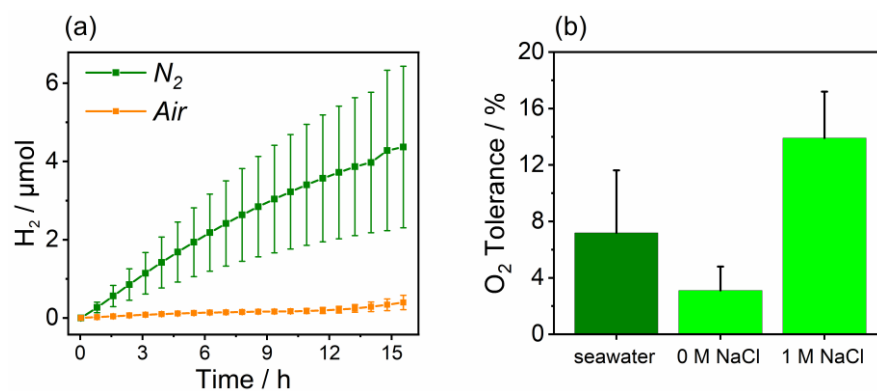 (a)
H₂ / μmol
6
4
2
0
N₂
Air
0 3 6 9 12 15
Time / h
(b)
O₂ Tolerance / %
20
16
12
8
4
0
seawater 0 M NaCl 1 M NaCl